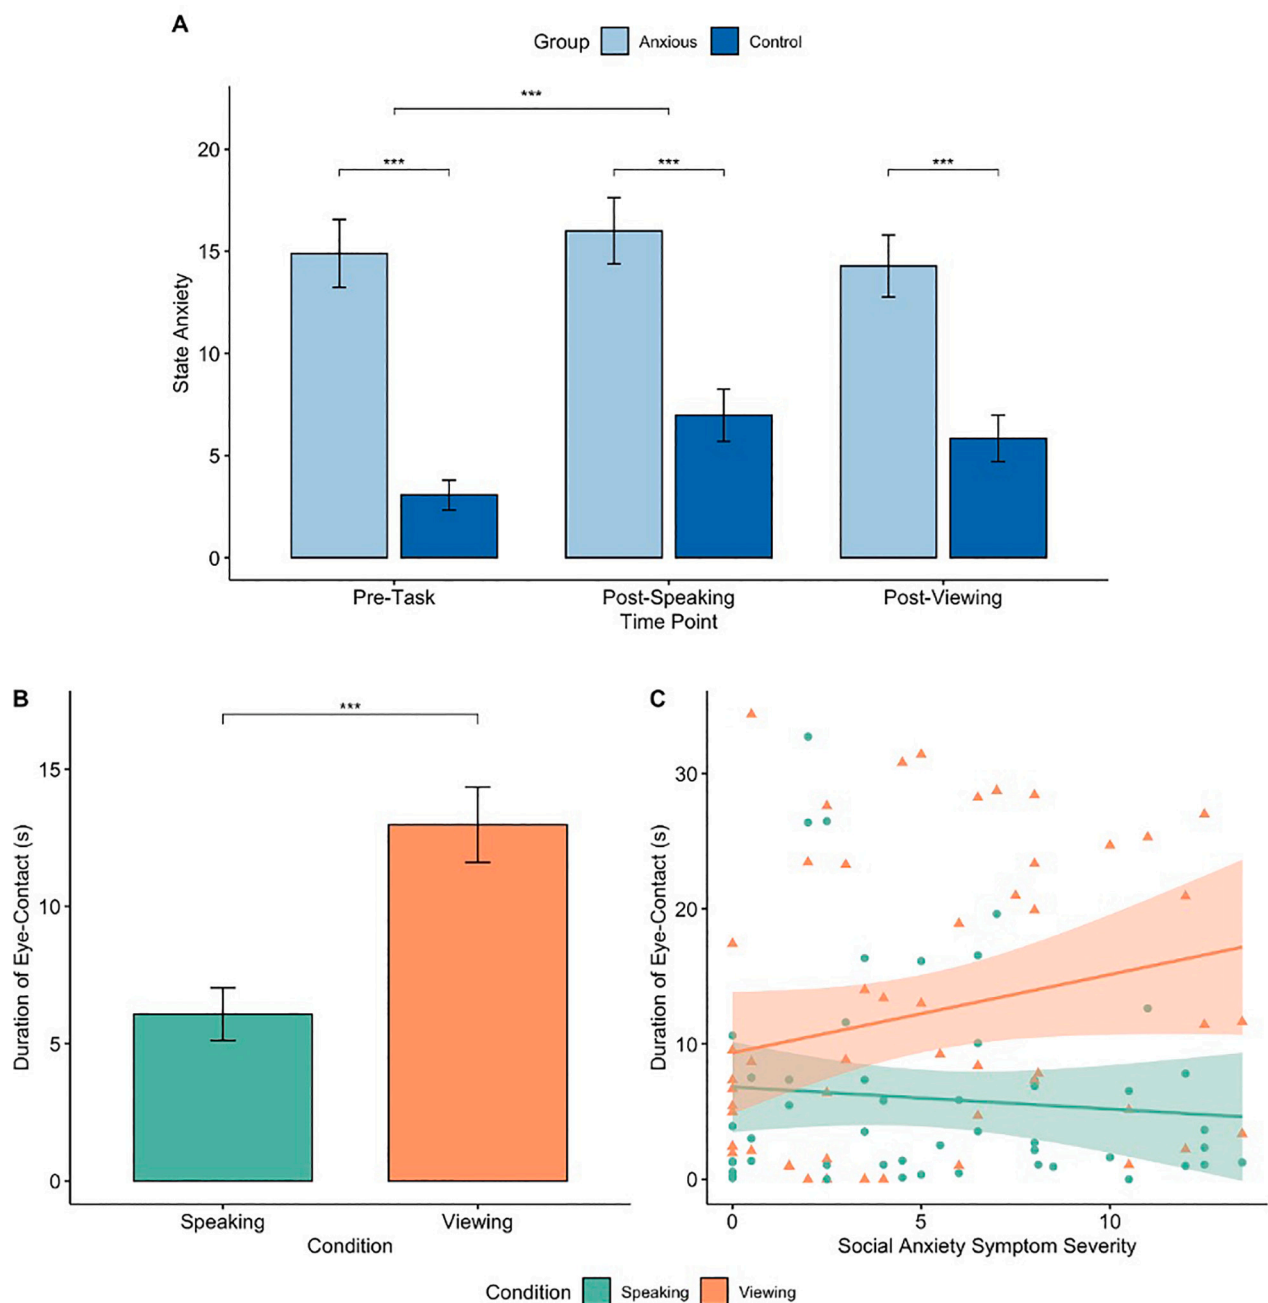 A
Group Anxious Control
***
*** *** ***
20
15
10
5
0
State Anxiety
Pre-Task Post-Speaking Post-Viewing
Time Point
B
***
15
10
5
0
Duration of Eye-Contact (s)
Speaking Viewing
Condition
C
30
20
10
0
Duration of Eye-Contact (s)
0 5 10
Social Anxiety Symptom Severity
Condition Speaking Viewing